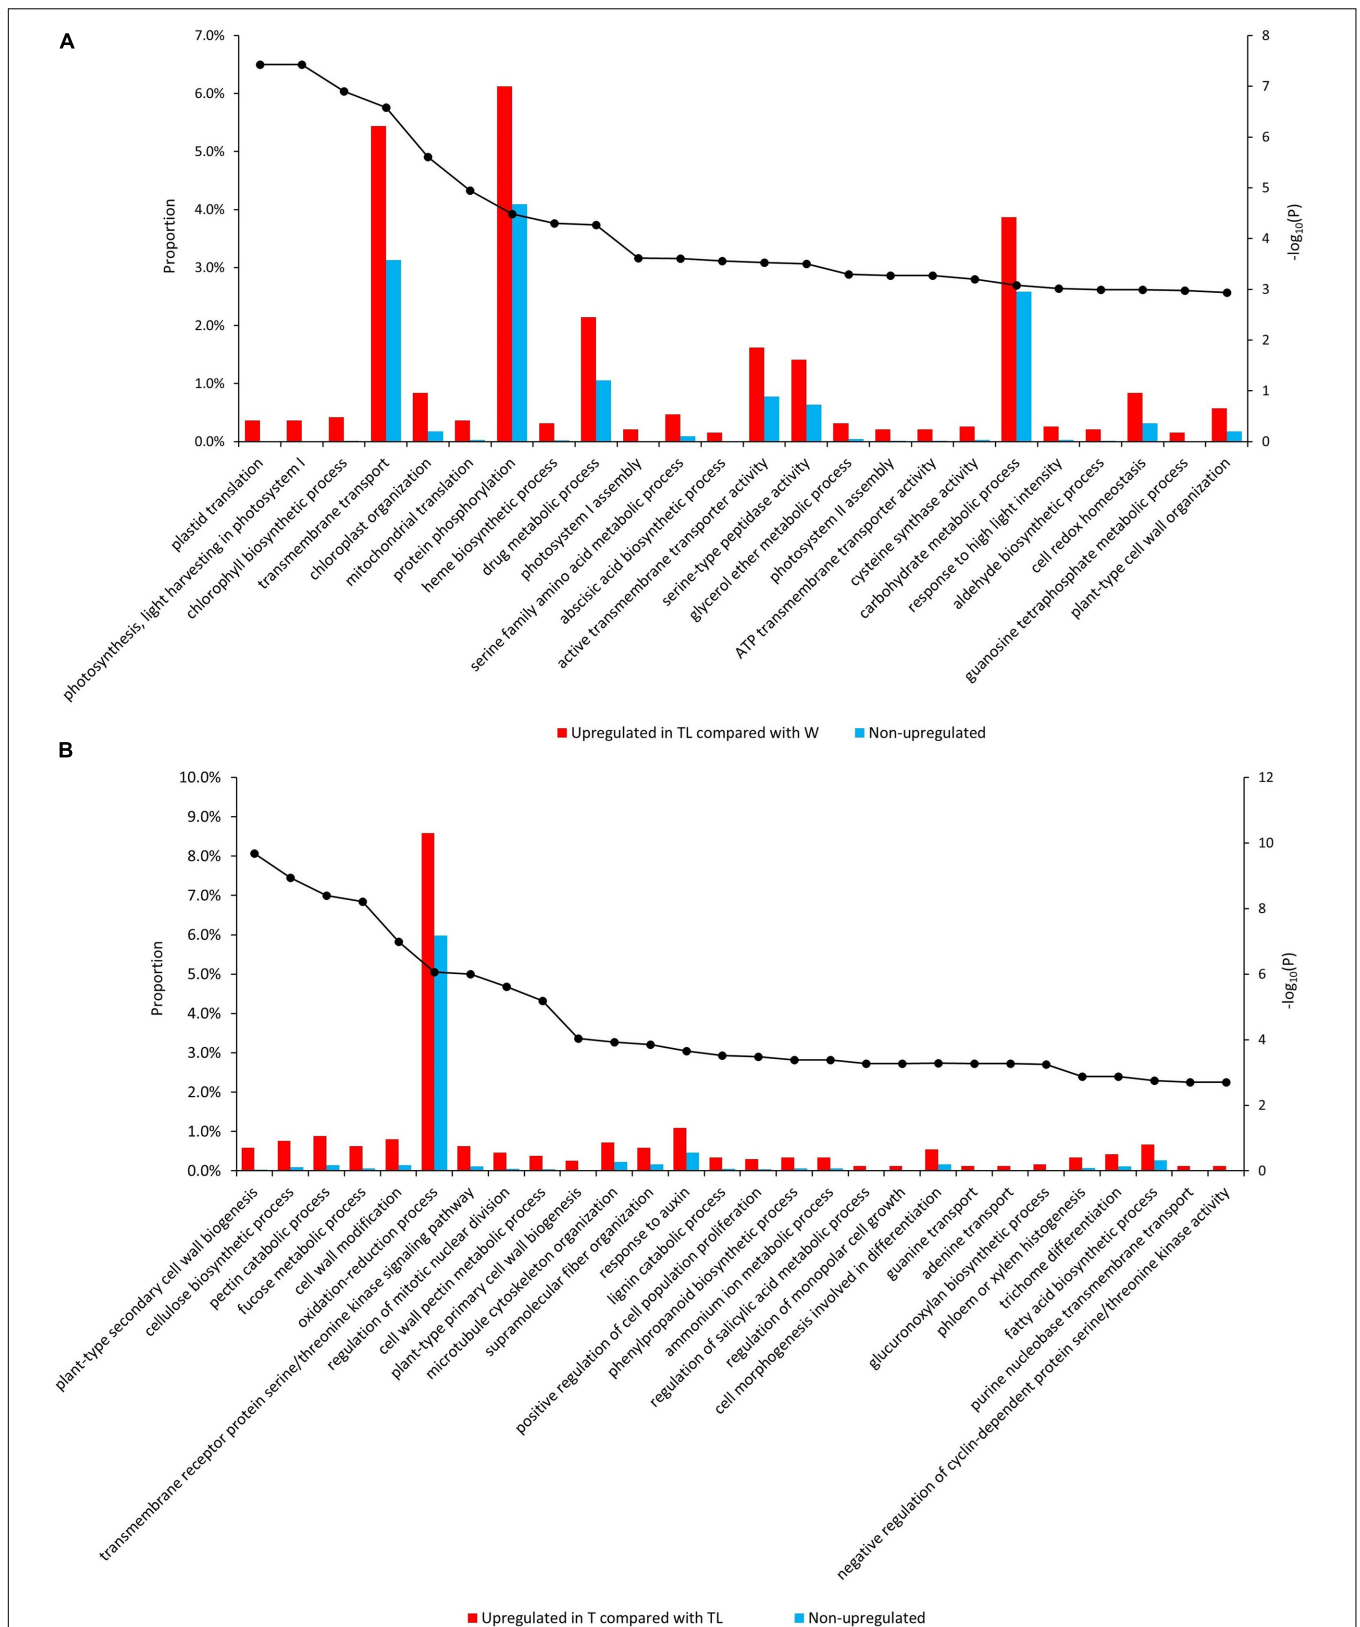 A
7.0%
6.0%
5.0%
4.0%
3.0%
2.0%
1.0%
0.0%
Proportion
8
7
6
5
4
3
2
1
0
-log10(P)
plastid translation
photosynthesis, light harvesting in photosystem I
chlorophyll biosynthetic process
transmembrane transport
chloroplast organization
mitochondrial translation
protein phosphorylation
heme biosynthetic process
drug metabolic process
photosystem I assembly
serine family amino acid metabolic process
abscisic acid biosynthetic process
active transmembrane transporter activity
serine-type peptidase activity
glycerol ether metabolic process
photosystem II assembly
ATP transmembrane transporter activity
cysteine synthase activity
carbohydrate metabolic process
response to high light intensity
aldehyde biosynthetic process
cell redox homeostasis
guanosine tetraphosphate metabolic process
plant-type cell wall organization
Upregulated in TL compared with W
Non-upregulated
B
10.0%
9.0%
8.0%
7.0%
6.0%
5.0%
4.0%
3.0%
2.0%
1.0%
0.0%
Proportion
12
10
8
6
4
2
0
-log10(P)
plant-type secondary cell wall biogenesis
cellulose biosynthetic process
pectin catabolic process
fucose metabolic process
cell wall modification
oxidation-reduction process
transmembrane receptor protein serine/threonine kinase signaling pathway
regulation of mitotic nuclear division
cell wall pectin metabolic process
plant-type primary cell wall biogenesis
microtubule cytoskeleton organization
supramolecular fiber organization
response to auxin
lignin catabolic process
positive regulation of cell population proliferation
phenylpropanoid biosynthetic process
ammonium ion metabolic process
regulation of salicylic acid metabolic process
regulation of monopolar cell growth
cell morphogenesis involved in differentiation
guanine transport
adenine transport
glucuronoxylan biosynthetic process
phloem or xylem histogenesis
trichome differentiation
fatty acid biosynthetic process
purine nucleobase transmembrane transport
negative regulation of cyclin-dependent protein serine/threonine kinase activity
Upregulated in T compared with TL
Non-upregulated